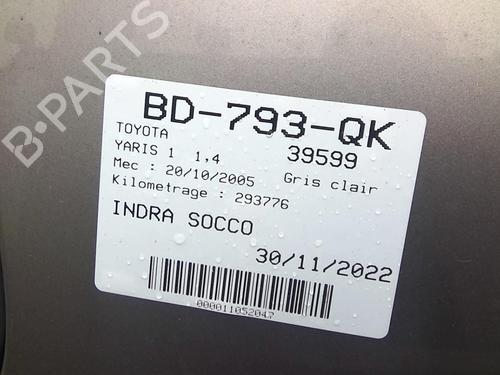 B-PARTS
BD-793-QK
TOYOTA 39599
YARIS 1 1,4
Mec : 20/10/2005 Gris clair
Kilometrage : 293776
INDRA SOCCO
30/11/2022
000011052047